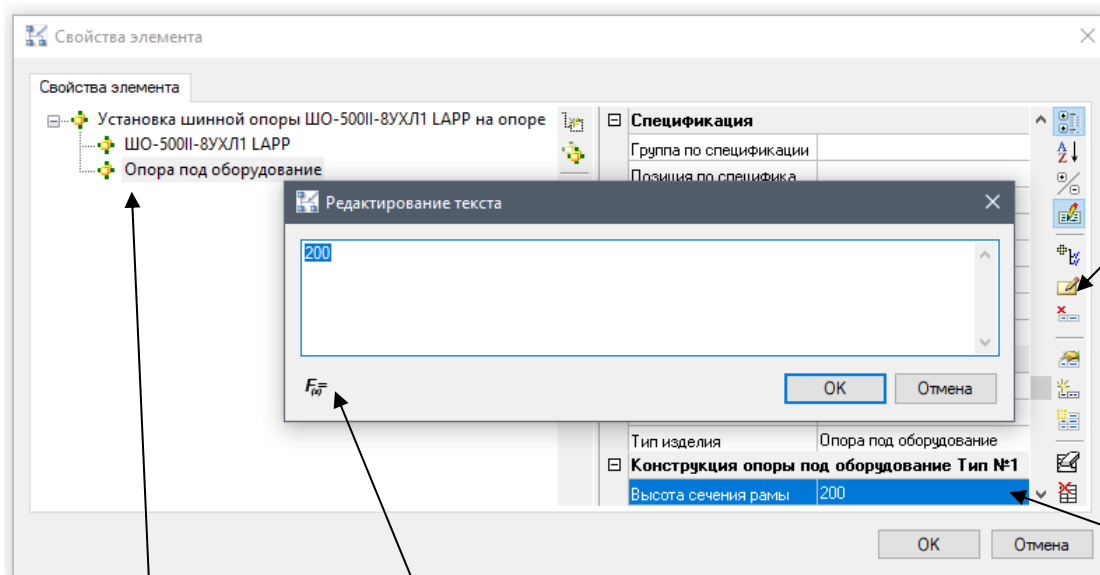 Свойства элемента
Свойства элемента
Установка шинной опоры ШО-500II-8УХЛ1 LAPP на опоре
ШО-500II-8УХЛ1 LAPP
Опора под оборудование
Спецификация
Группа по спецификации
Позиция по специфика
Редактирование текста
200
F(x)=
OK
Отмена
Тип изделия Опора под оборудование
Конструкция опоры под оборудование Тип №1
Высота сечения рамы 200
OK
Отмена